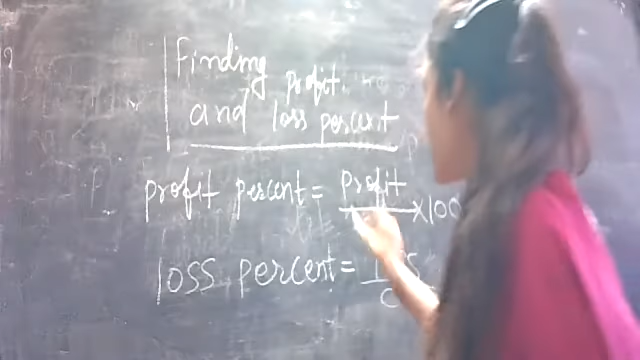 Finding profit
and loss percent
profit percent = profit × 100
loss percent =